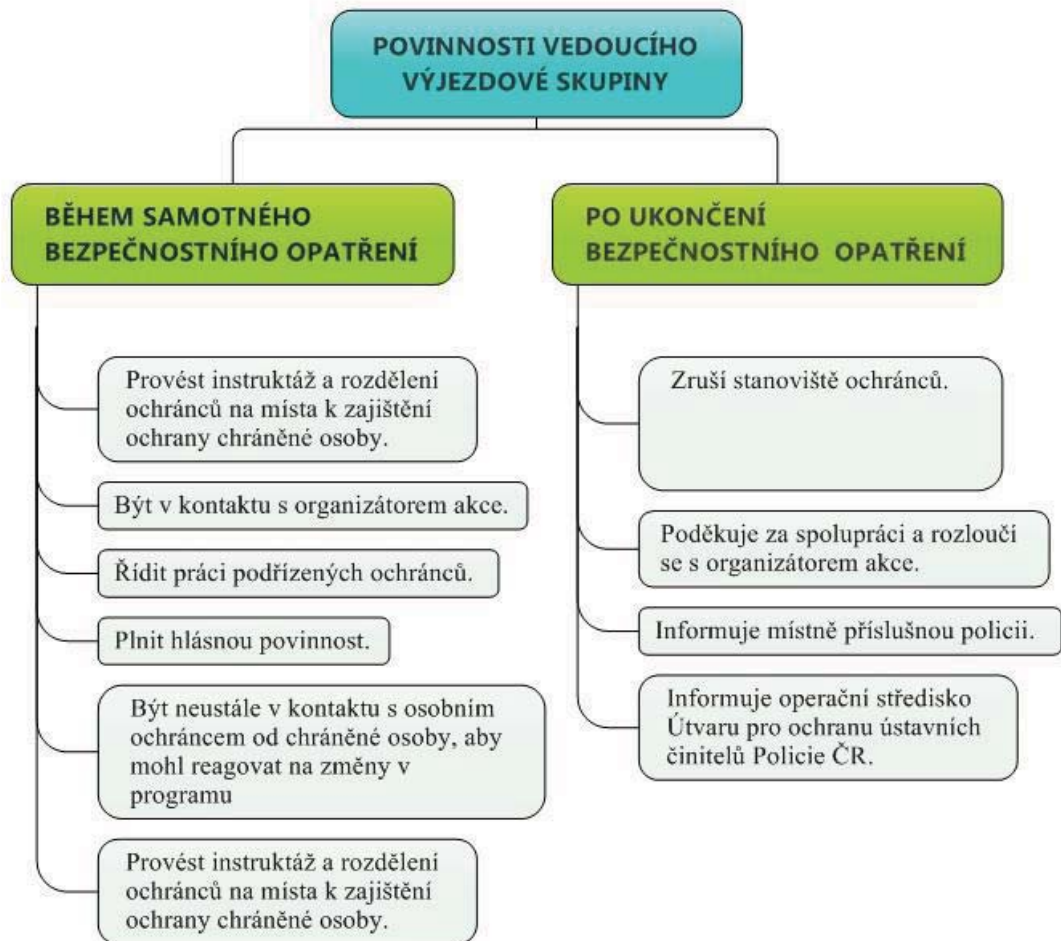 POVINNOSTI VEDOUCÍHO
VÝJEZDOVÉ SKUPINY
BĚHEM SAMOTNÉHO
BEZPEČNOSTNÍHO OPATŘENÍ
Provést instruktáž a rozdělení
ochránců na místa k zajištění
ochrany chráněné osoby.
Být v kontaktu s organizátorem akce.
Řídit práci podřízených ochránců.
Plnit hlásnou povinnost.
Být neustále v kontaktu s osobním
ochráncem od chráněné osoby, aby
mohl reagovat na změny v
programu
Provést instruktáž a rozdělení
ochránců na místa k zajištění
ochrany chráněné osoby.
PO UKONČENÍ
BEZPEČNOSTNÍHO OPATŘENÍ
Zruší stanoviště ochránců.
Poděkuje za spolupráci a rozloučí
se s organizátorem akce.
Informuje místně příslušnou policii.
Informuje operační středisko
Útvaru pro ochranu ústavních
činitelů Policie ČR.